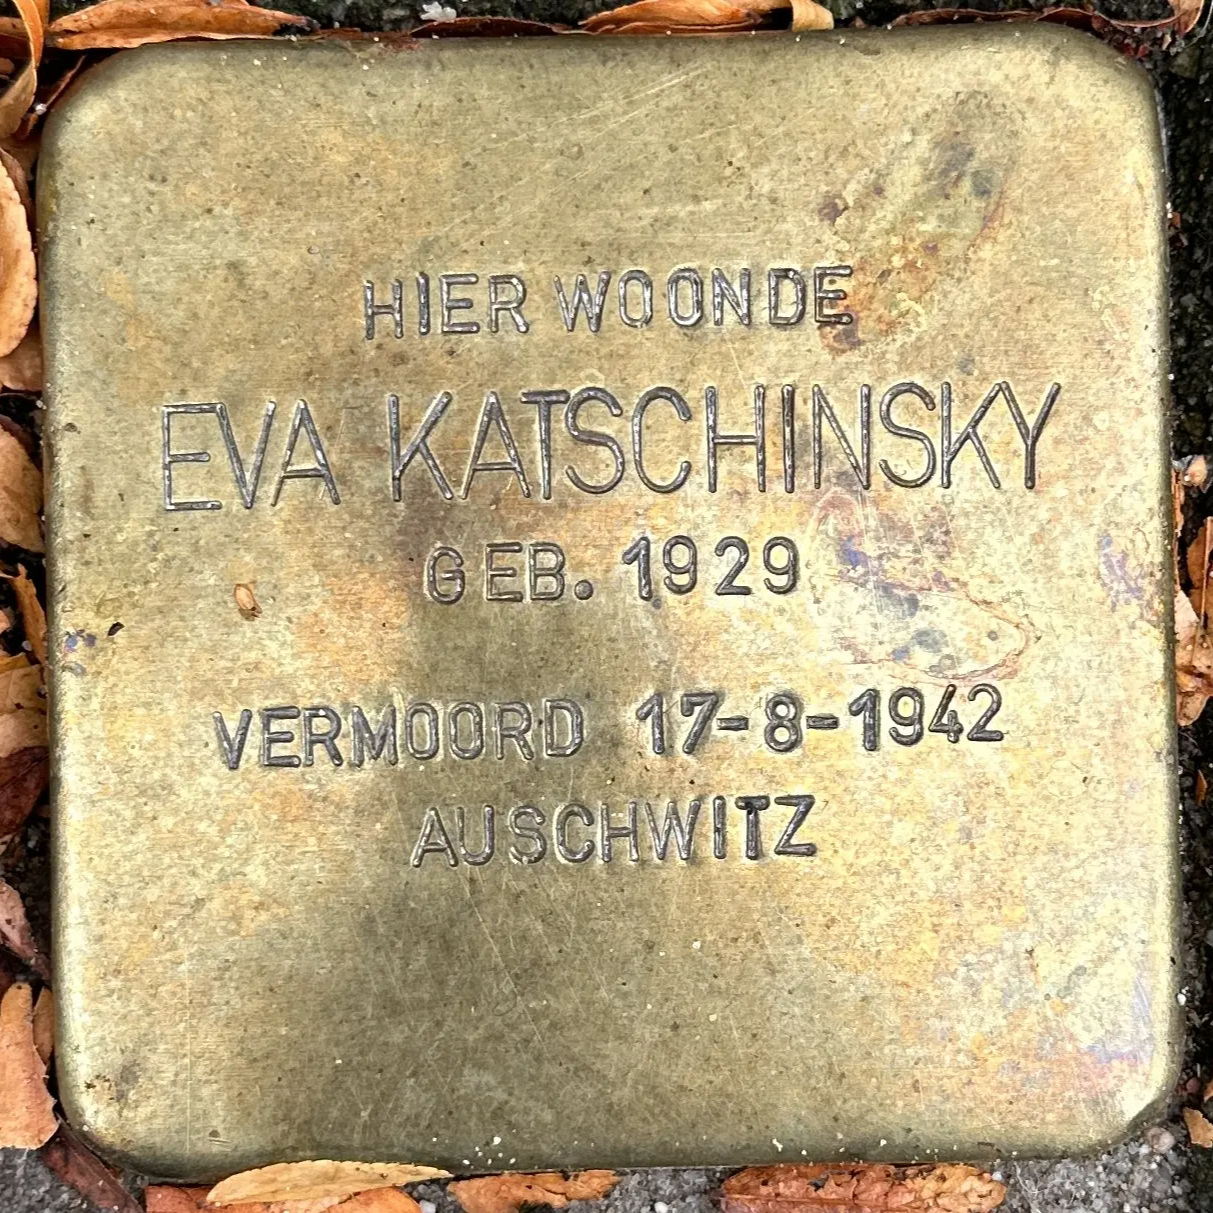 HIER WOONDE
EVA KATSCHINSKY
GEB. 1929
VERMOORD 17-8-1942
AUSCHWITZ